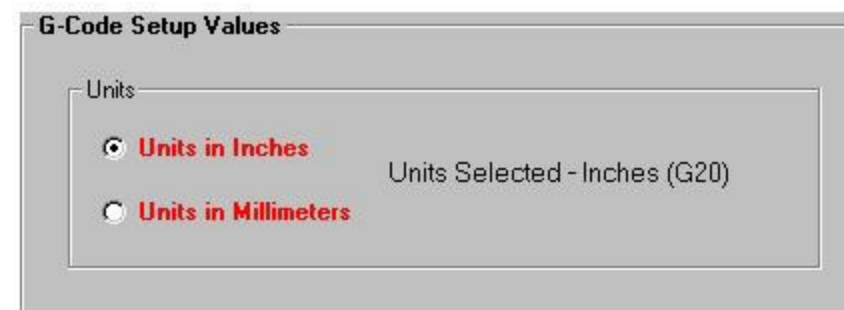 G-Code Setup Values
Units
Units in Inches
Units Selected - Inches (G20)
Units in Millimeters